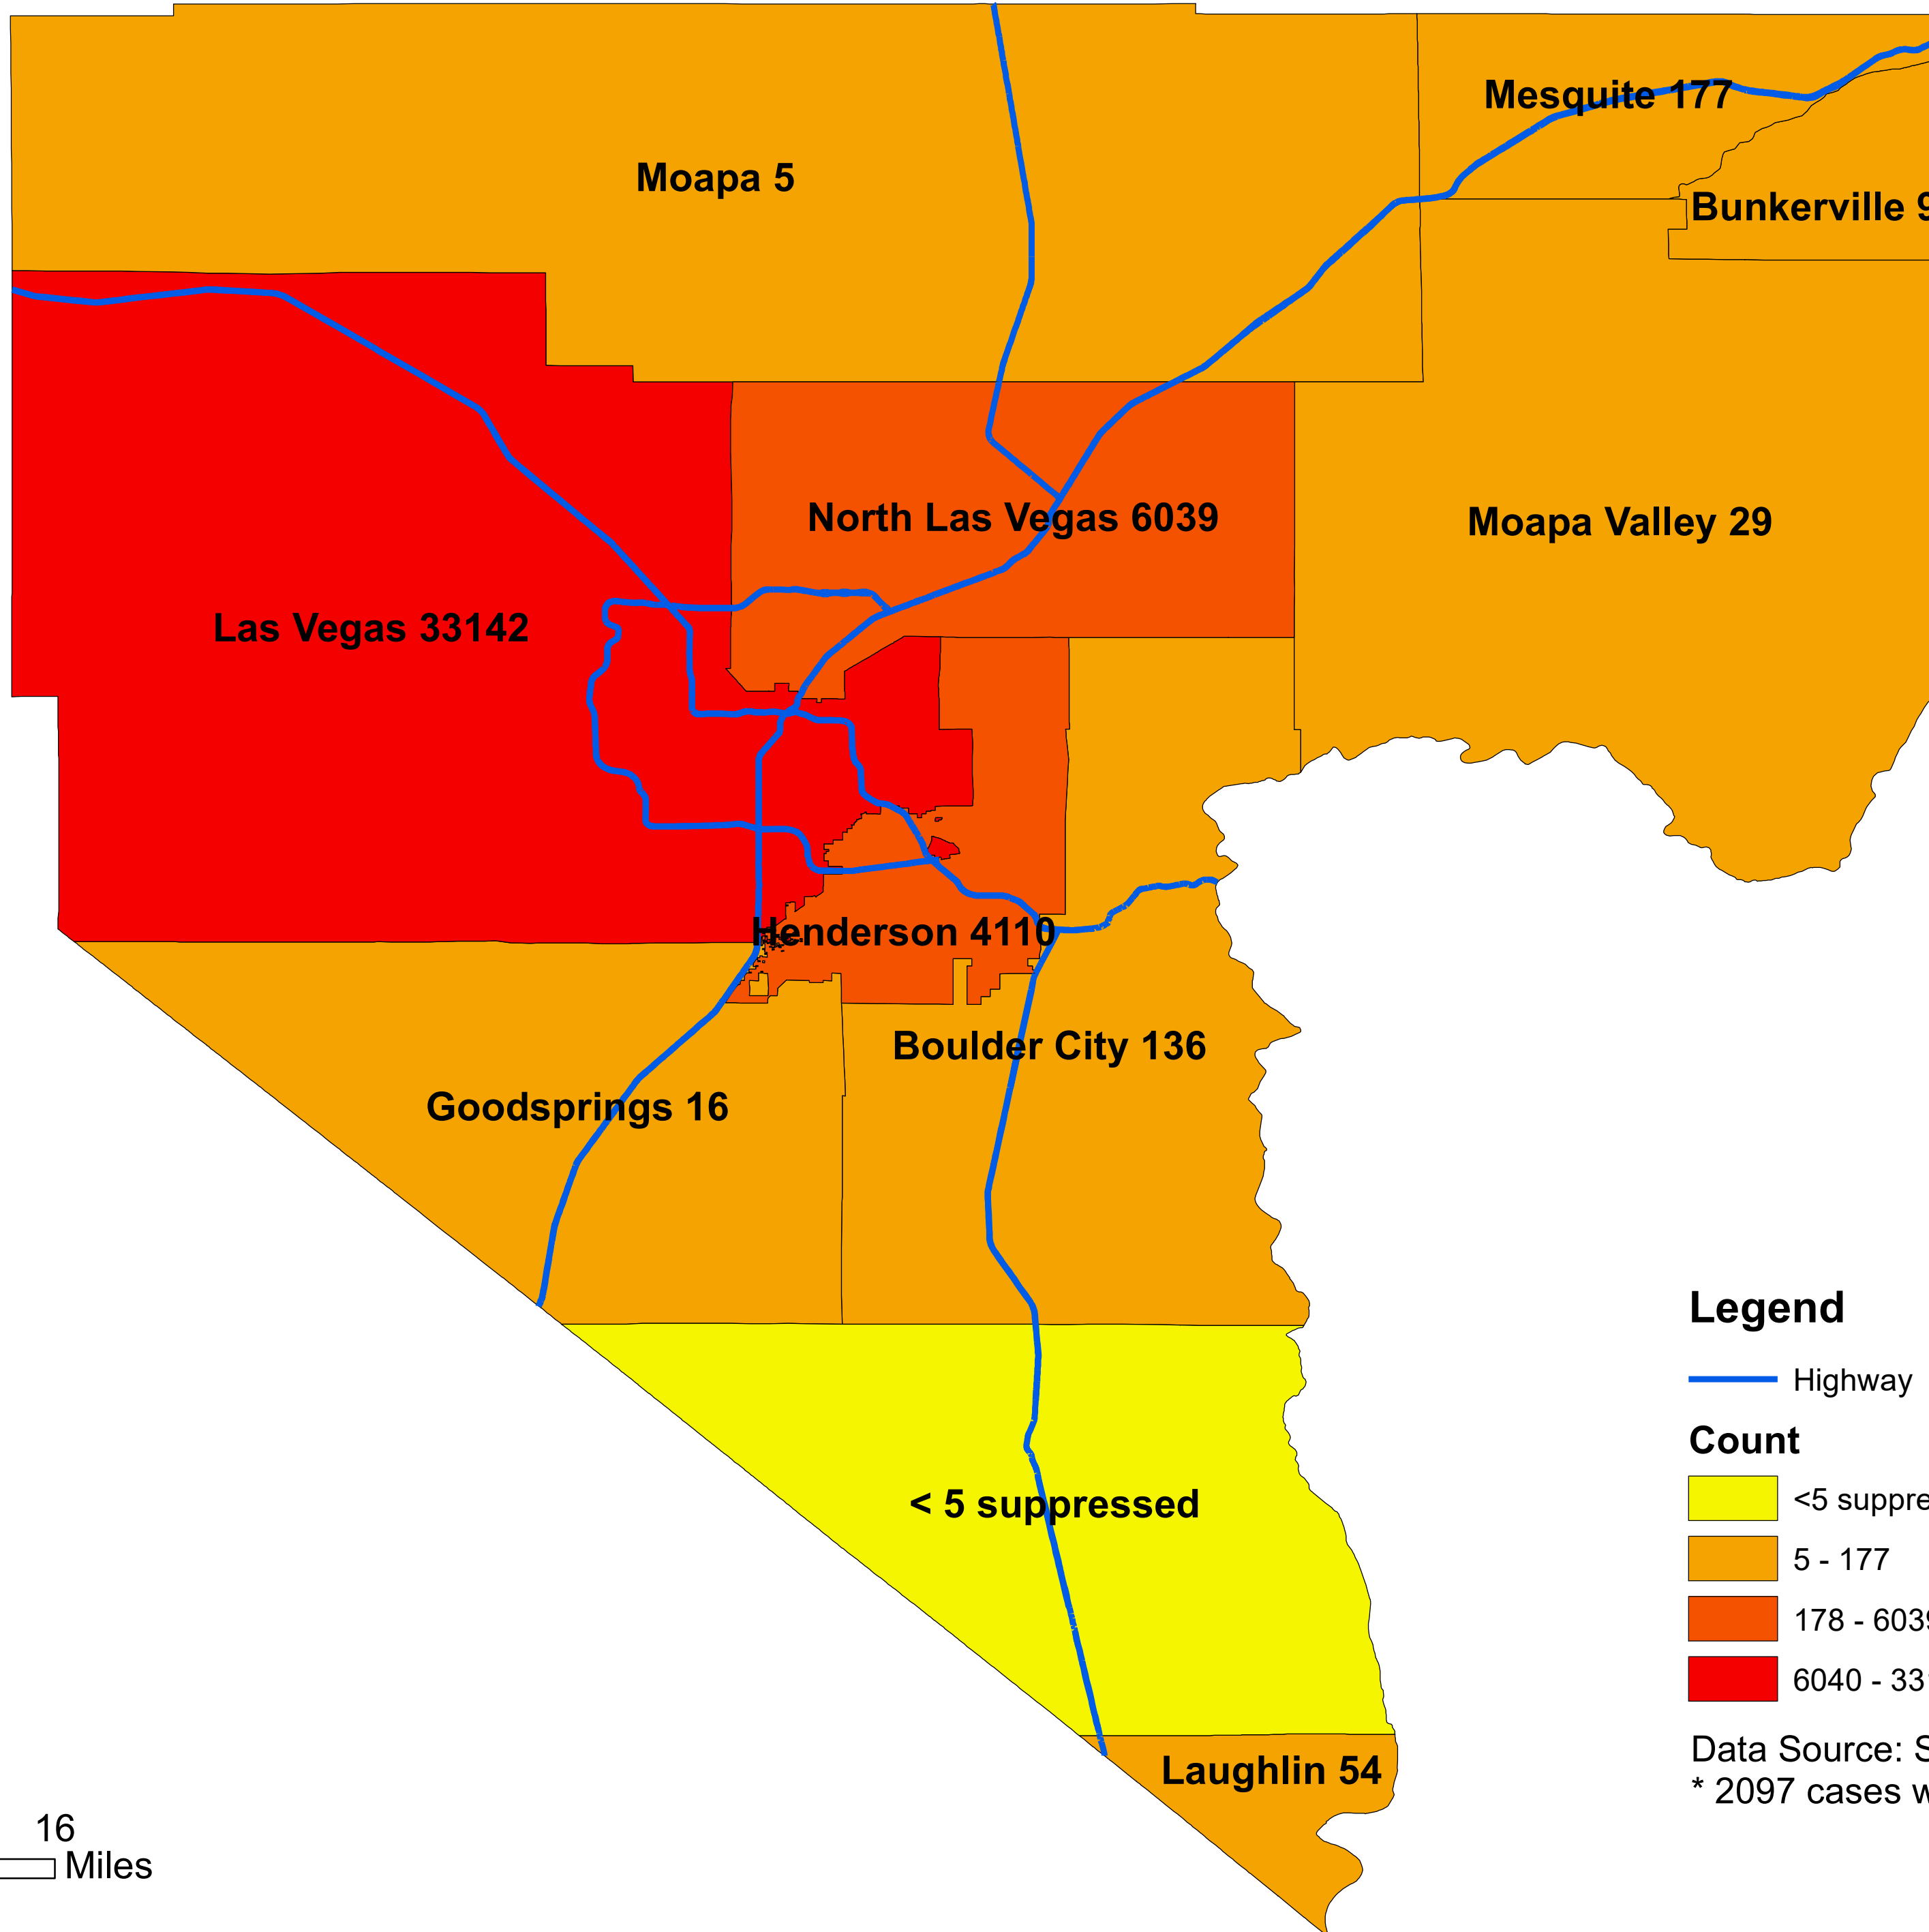 Mesquite 177
Moapa 5
Bunkerville 9
North Las Vegas 6039
Moapa Valley 29
Las Vegas 33142
Henderson 4110
Boulder City 136
Goodsprings 16
Legend
Highway
Count
< 5 suppressed
<5 suppre
5 - 177
178 - 6039
6040 - 331
Data Source: S
Laughlin 54
* 2097 cases w
16
Miles